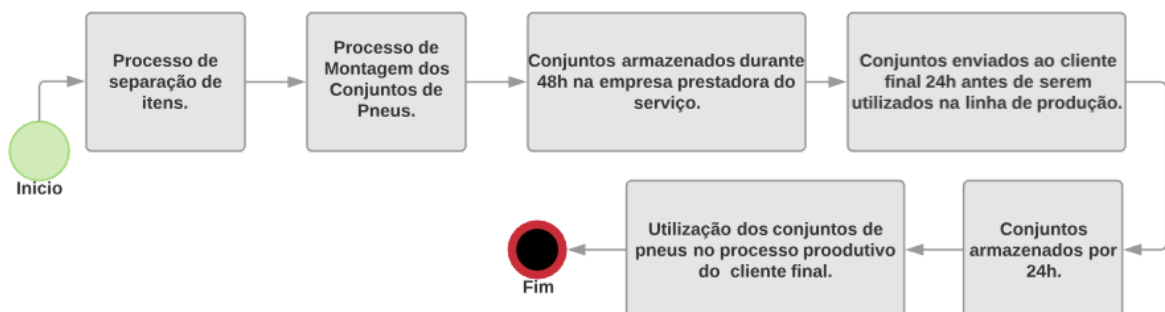 Início
Processo de
separação de
itens.
Processo de
Montagem dos
Conjuntos de
Pneus.
Conjuntos armazenados durante
48h na empresa prestadora do
serviço.
Conjuntos enviados ao cliente
final 24h antes de serem
utilizados na linha de produção.
Conjuntos
armazenados por
24h.
Utilização dos conjuntos de
pneus no processo proodutivo
do cliente final.
Fim